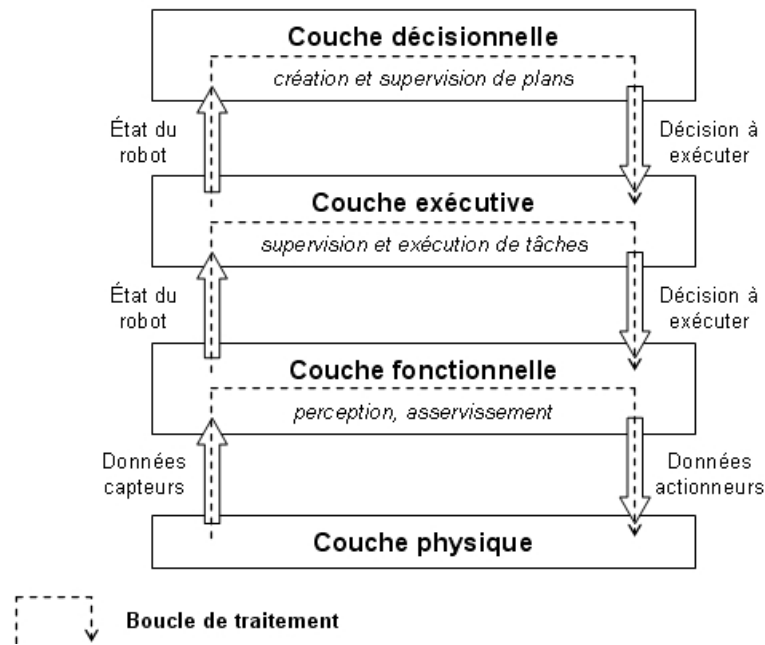 Couche décisionnelle
création et supervision de plans
État du
robot
Décision à
exécuter
Couche exécutive
supervision et exécution de tâches
État du
robot
Décision à
exécuter
Couche fonctionnelle
perception, asservissement
Données
capteurs
Données
actionneurs
Couche physique
Boucle de traitement